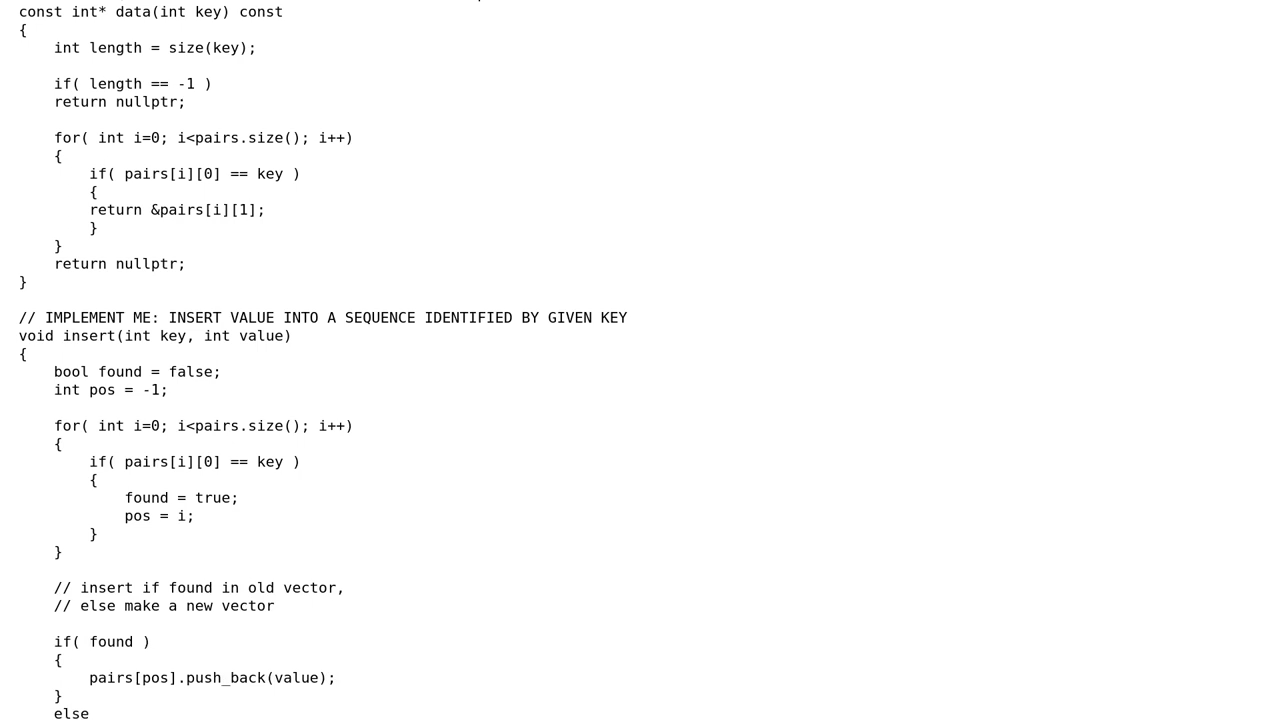 const int* data(int key) const
{
    int length = size(key);

    if( length == -1 )
    return nullptr;

    for( int i=0; i<pairs.size(); i++)
    {
        if( pairs[i][0] == key )
        {
        return &pairs[i][1];
        }
    }
    return nullptr;
}

// IMPLEMENT ME: INSERT VALUE INTO A SEQUENCE IDENTIFIED BY GIVEN KEY
void insert(int key, int value)
{
    bool found = false;
    int pos = -1;

    for( int i=0; i<pairs.size(); i++)
    {
        if( pairs[i][0] == key )
        {
            found = true;
            pos = i;
        }
    }

    // insert if found in old vector,
    // else make a new vector

    if( found )
    {
        pairs[pos].push_back(value);
    }
    else